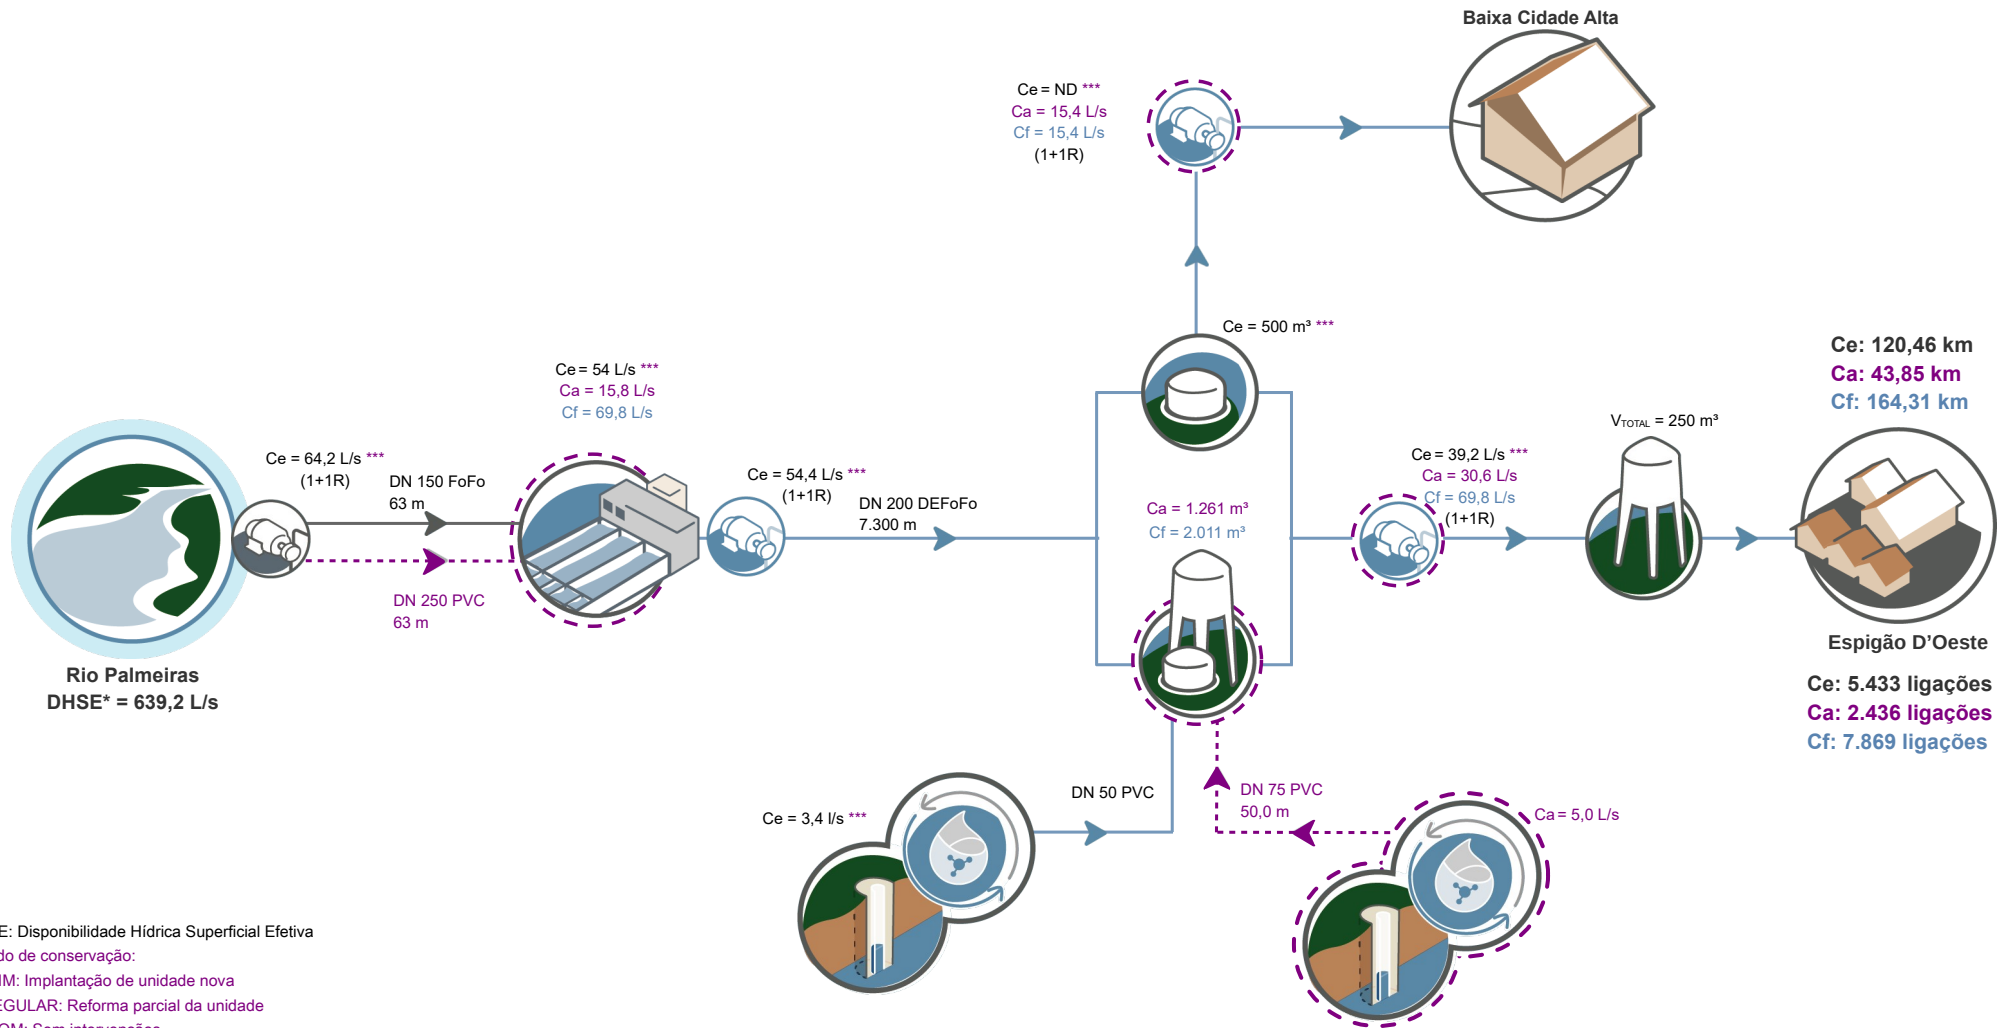 Baixa Cidade Alta
Ce = ND ***
Ca = 15,4 L/s
Cf = 15,4 L/s
(1+1R)
Ce = 500 m³ ***
Ce: 120,46 km
Ca: 43,85 km
Cf: 164,31 km
Ce = 54 L/s ***
Ca = 15,8 L/s
Cf = 69,8 L/s
VTOTAL = 250 m³
Ce = 64,2 L/s ***
(1+1R)
DN 150 FoFo
63 m
Ce = 54,4 L/s ***
(1+1R)
DN 200 DEFoFo
7.300 m
Ca = 1.261 m³
Cf = 2.011 m³
Ce = 39,2 L/s ***
Ca = 30,6 L/s
Cf = 69,8 L/s
(1+1R)
DN 250 PVC
63 m
Rio Palmeiras
DHSE* = 639,2 L/s
Espigão D'Oeste
Ce: 5.433 ligações
Ca: 2.436 ligações
Cf: 7.869 ligações
Ce = 3,4 l/s ***
DN 50 PVC
DN 75 PVC
50,0 m
Ca = 5,0 L/s
E: Disponibilidade Hídrica Superficial Efetiva
do de conservação:
IM: Implantação de unidade nova
EGULAR: Reforma parcial da unidade
OM: Sem intervenções